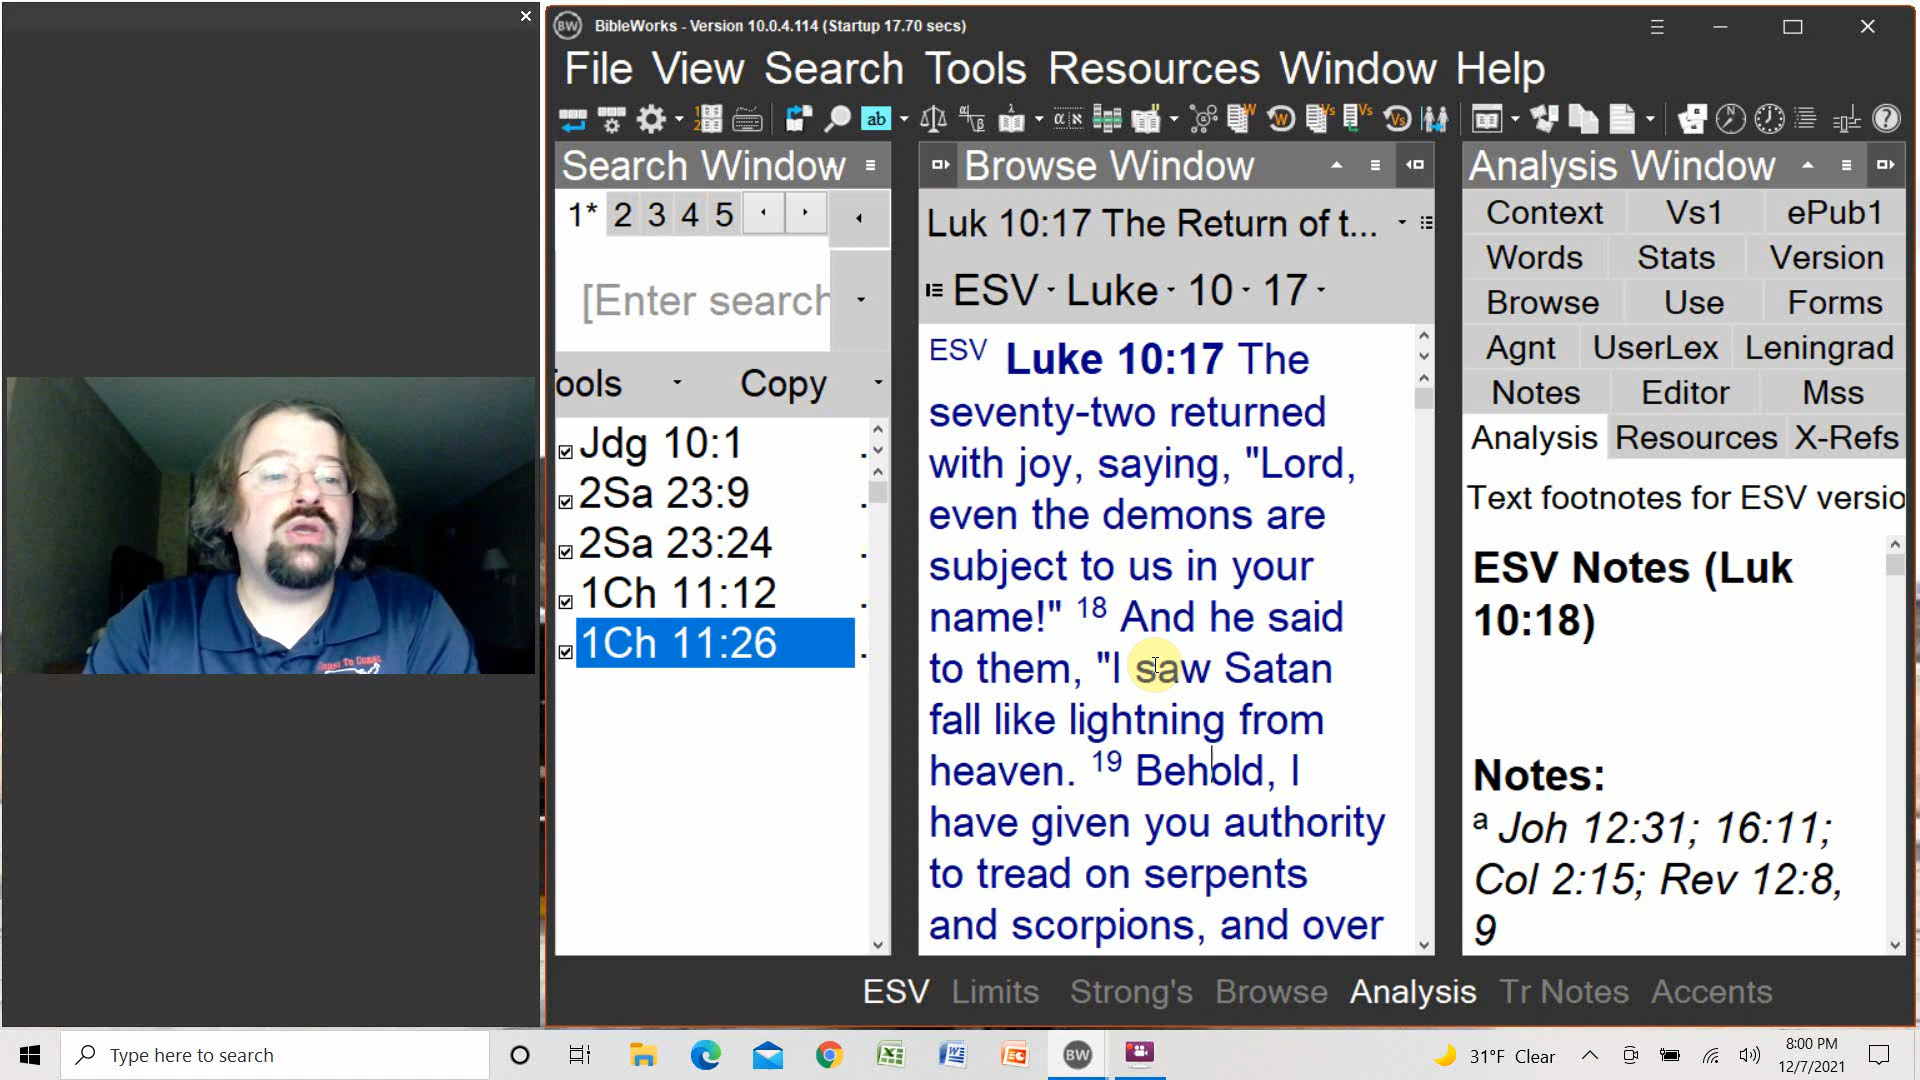 BW BibleWorks - Version 10.0.4.114 (Startup 17.70 secs)
File View Search Tools Resources Window Help
Search Window
1* 2 3 4 5
[Enter search
ools Copy
Jdg 10:1 .
2Sa 23:9 .
2Sa 23:24 .
1Ch 11:12 .
1Ch 11:26 .
Browse Window
Luk 10:17 The Return of t...
ESV Luke 10 17
ESV Luke 10:17 The
seventy-two returned
with joy, saying, "Lord,
even the demons are
subject to us in your
name!" 18 And he said
to them, "I saw Satan
fall like lightning from
heaven. 19 Behold, I
have given you authority
to tread on serpents
and scorpions, and over
Analysis Window
Context Vs1 ePub1
Words Stats Version
Browse Use Forms
Agnt UserLex Leningrad
Notes Editor Mss
Analysis Resources X-Refs
Text footnotes for ESV versio
ESV Notes (Luk
10:18)
Notes:
a Joh 12:31; 16:11;
Col 2:15; Rev 12:8,
9
ESV Limits Strong's Browse Analysis Tr Notes Accents
Type here to search
BW
31°F Clear
8:00 PM
12/7/2021
Coast To Coast